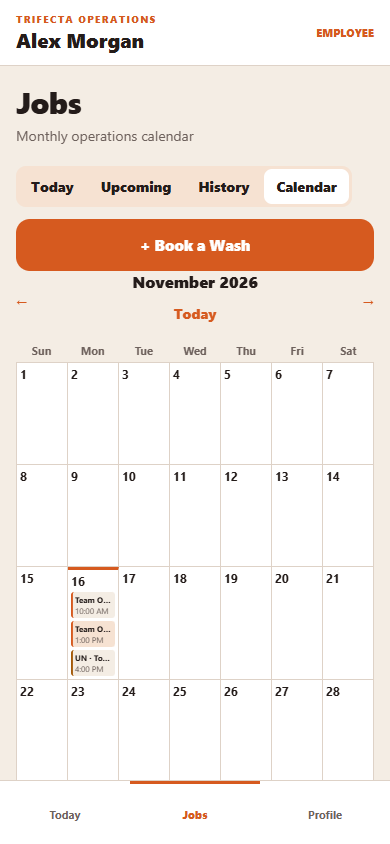 TRIFECTA OPERATIONS
Alex Morgan
EMPLOYEE
Jobs
Monthly operations calendar
Today Upcoming History Calendar
+ Book a Wash
November 2026
← →
Today
Sun Mon Tue Wed Thu Fri Sat
1 2 3 4 5 6 7
8 9 10 11 12 13 14
15 16 17 18 19 20 21
Team O...
10:00 AM
Team O...
1:00 PM
UN - To...
4:00 PM
22 23 24 25 26 27 28
Today Jobs Profile